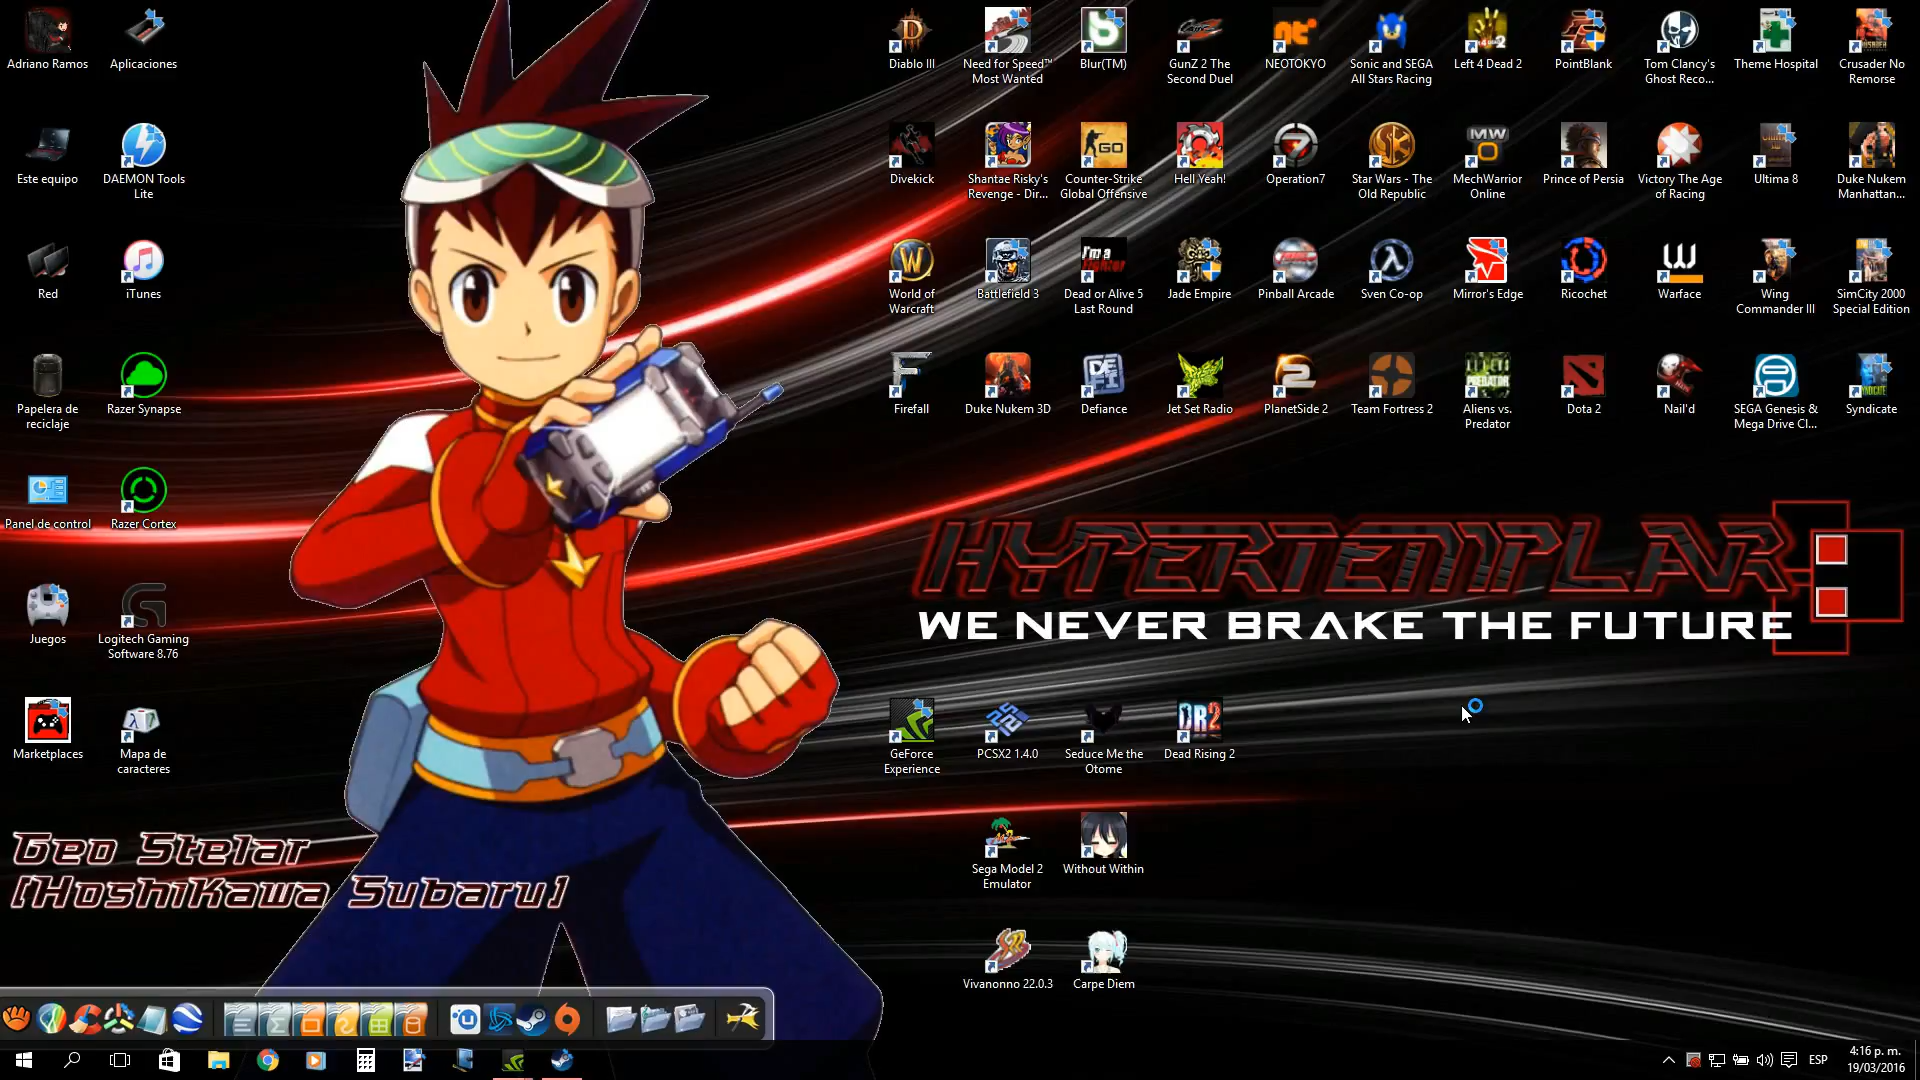 Adriano Ramos
Aplicaciones
Este equipo
DAEMON Tools
Lite
Red
iTunes
Papelera de
reciclaje
Razer Synapse
Panel de control
Razer Cortex
Juegos
Logitech Gaming
Software 8.76
Marketplaces
Mapa de
caracteres
Diablo III
Need for Speed™
Most Wanted
Blur(TM)
GunZ 2 The
Second Duel
NEOTOKYO
Sonic and SEGA
All Stars Racing
Left 4 Dead 2
PointBlank
Tom Clancy's
Ghost Reco...
Theme Hospital
Crusader No
Remorse
Divekick
Shantae Risky's
Revenge - Dir...
GO
Counter-Strike
Global Offensive
Hell Yeah!
Operation7
Star Wars - The
Old Republic
MW
MechWarrior
Online
Prince of Persia
Victory The Age
of Racing
Ultima 8
Duke Nukem
Manhattan...
World of
Warcraft
Battlefield 3
I'm a
Fighter
Dead or Alive 5
Last Round
Jade Empire
Pinball Arcade
Sven Co-op
Mirror's Edge
Ricochet
Warface
Wing
Commander III
SimCity 2000
Special Edition
Firefall
Duke Nukem 3D
DEFI
Defiance
Jet Set Radio
2
PlanetSide 2
Team Fortress 2
Aliens vs.
Predator
Dota 2
Nail'd
SEGA Genesis &
Mega Drive Cl...
Syndicate
HYPERTEMPLAR
WE NEVER BRAKE THE FUTURE
GeForce
Experience
PCSX2 1.4.0
Seduce Me the
Otome
DR2
Dead Rising 2
Sega Model 2
Emulator
Without Within
Vivanonno 22.0.3
Carpe Diem
Geo Stelar
[Hoshikawa Subaru]
ESP
4:16 p. m.
19/03/2016